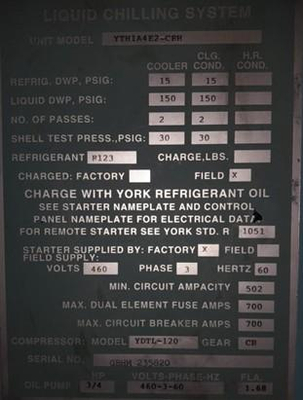 LIQUID CHILLING SYSTEM
UNIT MODEL
COOLER CLG. COND. H.R. COND.
REFRIG. DWP, PSIG: 15 15
LIQUID DWP, PSIG: 150 150
NO. OF PASSES: 2 2
SHELL TEST PRESS.,PSIG: 30 30
REFRIGERANT R123 CHARGE,LBS.
CHARGED: FACTORY FIELD X
CHARGE WITH YORK REFRIGERANT OIL
SEE STARTER NAMEPLATE AND CONTROL
PANEL NAMEPLATE FOR ELECTRICAL DATA
FOR REMOTE STARTER SEE YORK STD. R 1051
STARTER SUPPLIED BY: FACTORY X FIELD
FIELD SUPPLY:
VOLTS 460 PHASE 3 HERTZ 60
MIN. CIRCUIT AMPACITY 502
MAX. DUAL ELEMENT FUSE AMPS 700
MAX. CIRCUIT BREAKER AMPS 700
COMPRESSOR: MODEL YDTL-120 GEAR CB
SERIAL NO.
HP VOLTS-PHASE-HZ FLA.
OIL PUMP 3/4 460-3-60 1.68